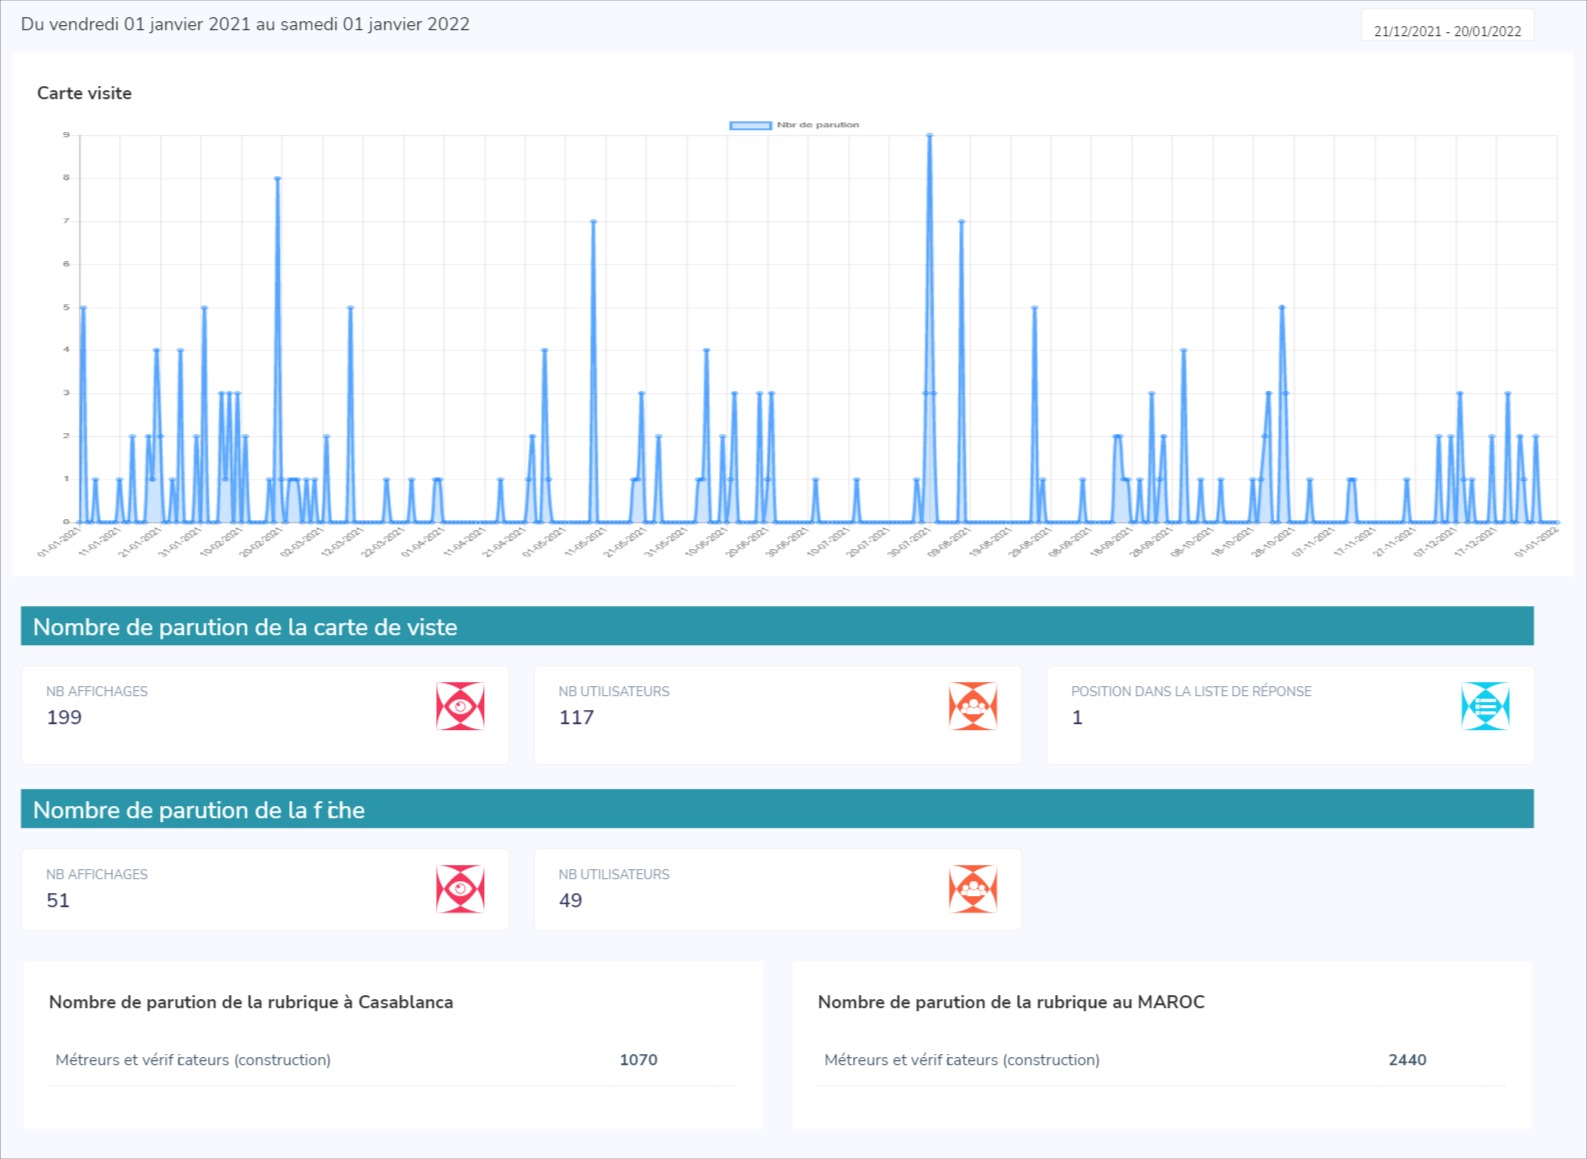 Du vendredi 01 janvier 2021 au samedi 01 janvier 2022
21/12/2021 - 20/01/2022
Carte visite
Nbr de parution
9
8
7
6
5
4
3
2
1
0
01-01-2021 11-01-2021 21-01-2021 31-01-2021 10-02-2021 20-02-2021 02-03-2021 12-03-2021 22-03-2021 01-04-2021 11-04-2021 21-04-2021 01-05-2021 11-05-2021 21-05-2021 31-05-2021 10-06-2021 20-06-2021 30-06-2021 10-07-2021 20-07-2021 30-07-2021 09-08-2021 19-08-2021 29-08-2021 08-09-2021 18-09-2021 28-09-2021 08-10-2021 18-10-2021 28-10-2021 07-11-2021 17-11-2021 27-11-2021 07-12-2021 17-12-2021 01-01-2022
Nombre de parution de la carte de viste
NB AFFICHAGES
199
NB UTILISATEURS
117
POSITION DANS LA LISTE DE RÉPONSE
1
Nombre de parution de la fiche
NB AFFICHAGES
51
NB UTILISATEURS
49
Nombre de parution de la rubrique à Casablanca
Métreurs et vérificateurs (construction) 1070
Nombre de parution de la rubrique au MAROC
Métreurs et vérificateurs (construction) 2440